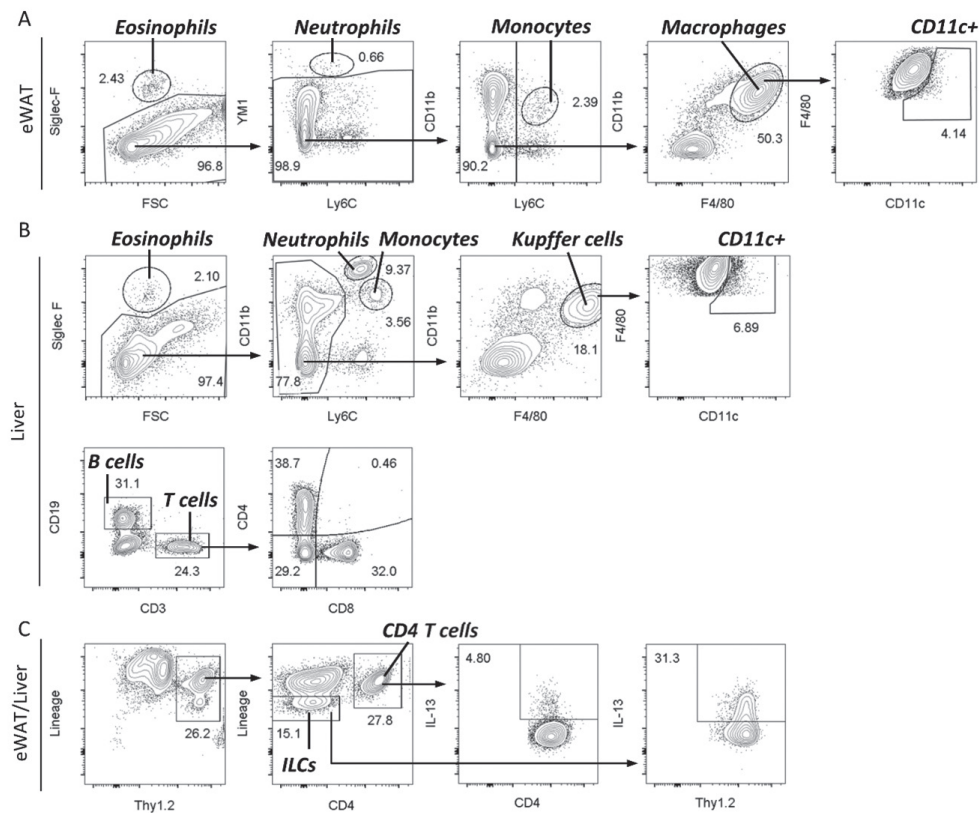 A
eWAT
Eosinophils
Neutrophils
Monocytes
Macrophages
CD11c+
Siglec-F
2.43
96.8
FSC
YM1
0.66
98.9
Ly6C
CD11b
2.39
90.2
Ly6C
CD11b
50.3
F4/80
F4/80
4.14
CD11c
B
Liver
Eosinophils
Neutrophils
Monocytes
Kupffer cells
CD11c+
Siglec F
2.10
97.4
FSC
CD11b
9.37
3.56
77.8
Ly6C
CD11b
18.1
F4/80
F4/80
6.89
CD11c
B cells
31.1
T cells
CD19
24.3
CD3
CD4
38.7
0.46
29.2
32.0
CD8
C
eWAT/Liver
CD4 T cells
Lineage
26.2
Thy1.2
Lineage
15.1
27.8
ILCs
CD4
IL-13
4.80
CD4
IL-13
31.3
Thy1.2